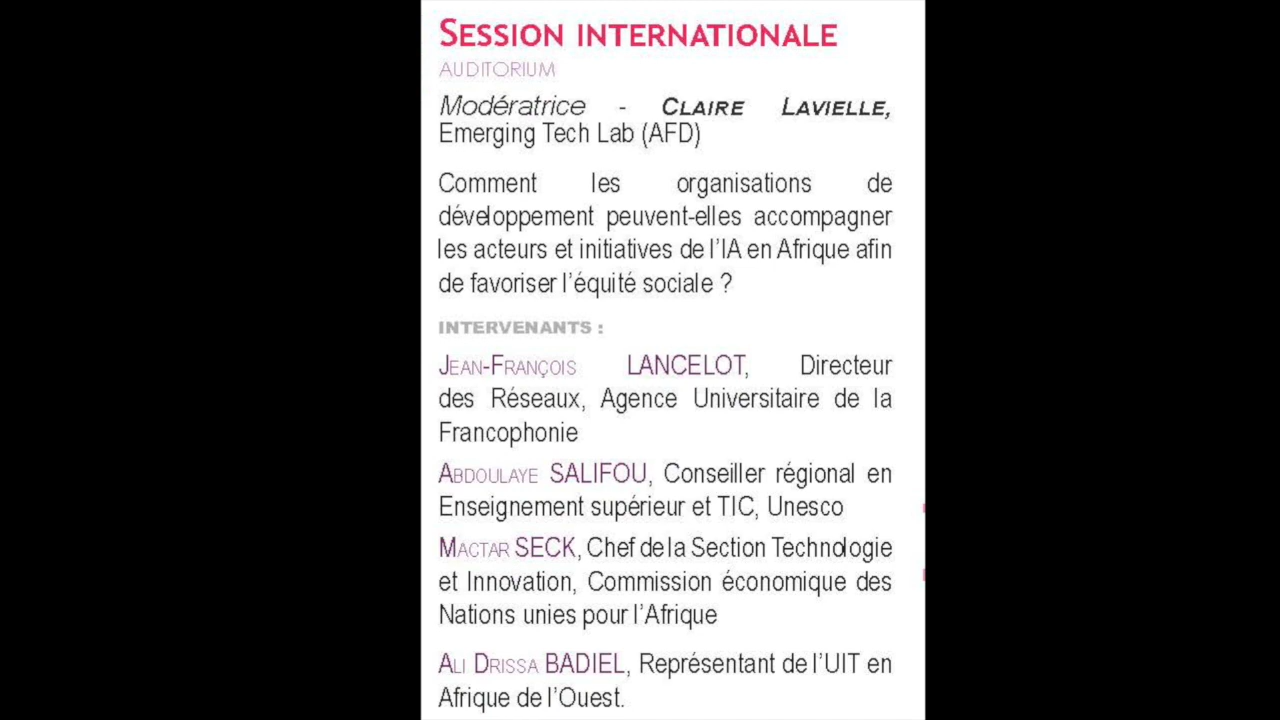 SESSION INTERNATIONALE
AUDITORIUM
Modératrice - CLAIRE LAVIELLE,
Emerging Tech Lab (AFD)
Comment les organisations de
développement peuvent-elles accompagner
les acteurs et initiatives de l'IA en Afrique afin
de favoriser l'équité sociale ?
INTERVENANTS :
JEAN-FRANÇOIS LANCELOT, Directeur
des Réseaux, Agence Universitaire de la
Francophonie
ABDOULAYE SALIFOU, Conseiller régional en
Enseignement supérieur et TIC, Unesco
MACTAR SECK, Chef de la Section Technologie
et Innovation, Commission économique des
Nations unies pour l'Afrique
ALI DRISSA BADIEL, Représentant de l'UIT en
Afrique de l'Ouest.